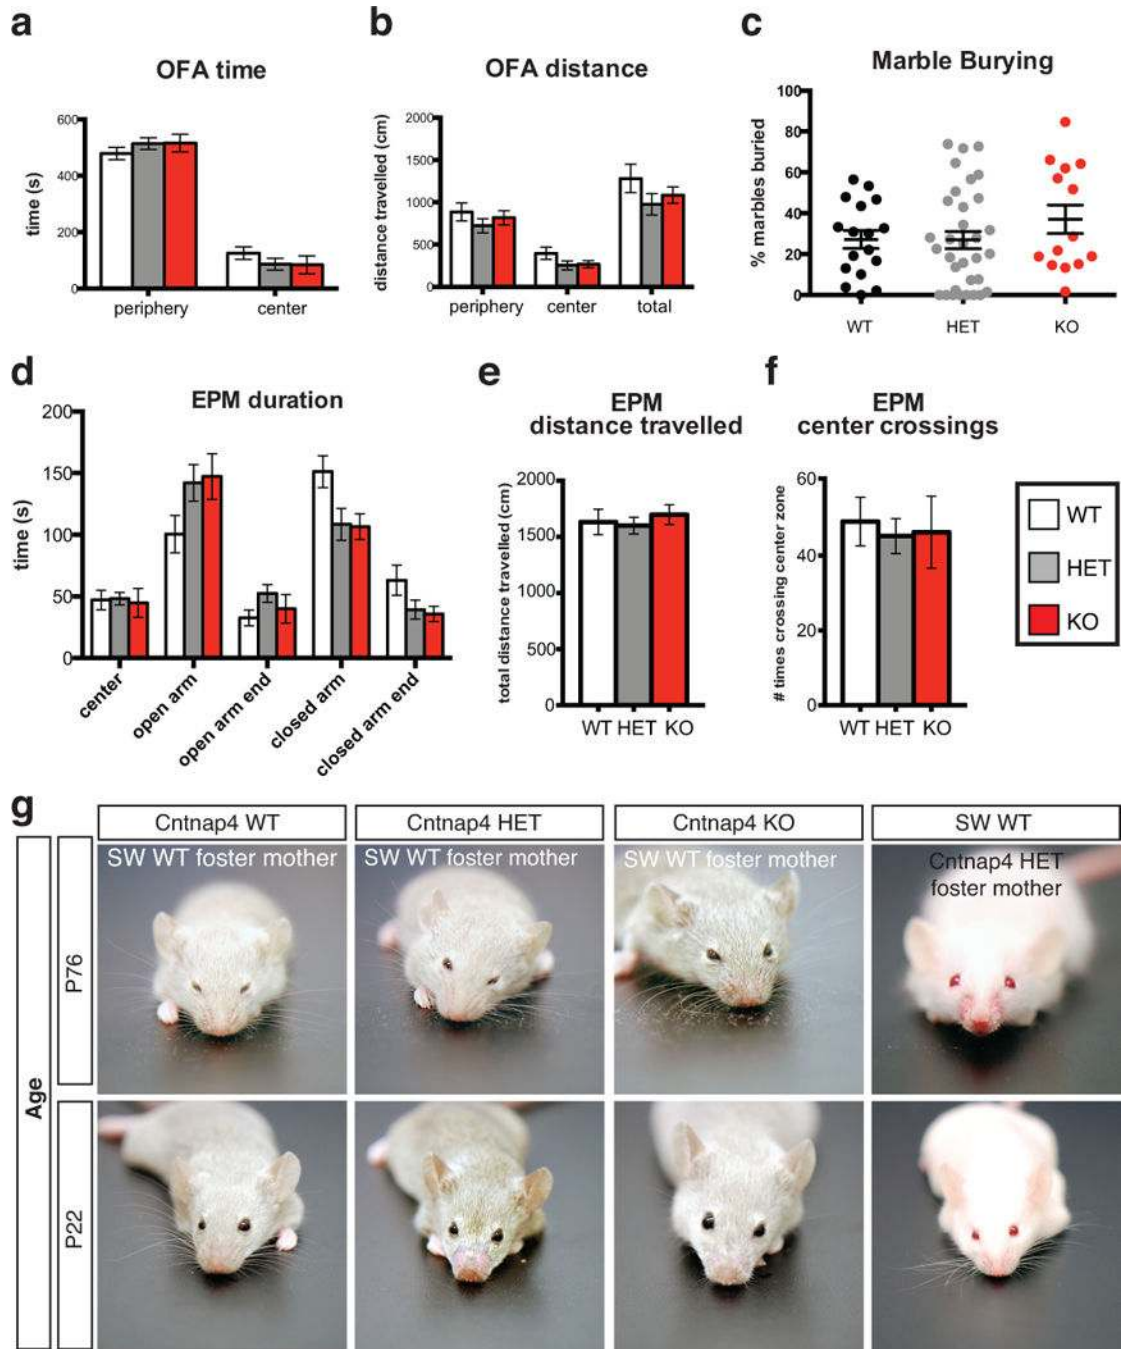 a
OFA time
time (s)
600
400
200
0
periphery
center
b
OFA distance
distance travelled (cm)
2000
1500
1000
500
0
periphery
center
total
c
Marble Burying
% marbles buried
100
80
60
40
20
0
WT
HET
KO
d
EPM duration
time (s)
200
150
100
50
0
center
open arm
open arm end
closed arm
closed arm end
e
EPM
distance travelled
total distance travelled (cm)
2000
1500
1000
500
0
WT HET KO
f
EPM
center crossings
# times crossing center zone
60
40
20
0
WT HET KO
WT
HET
KO
g
Cntnap4 WT
Cntnap4 HET
Cntnap4 KO
SW WT
Age
P76
SW WT foster mother
SW WT foster mother
SW WT foster mother
Cntnap4 HET
foster mother
P22